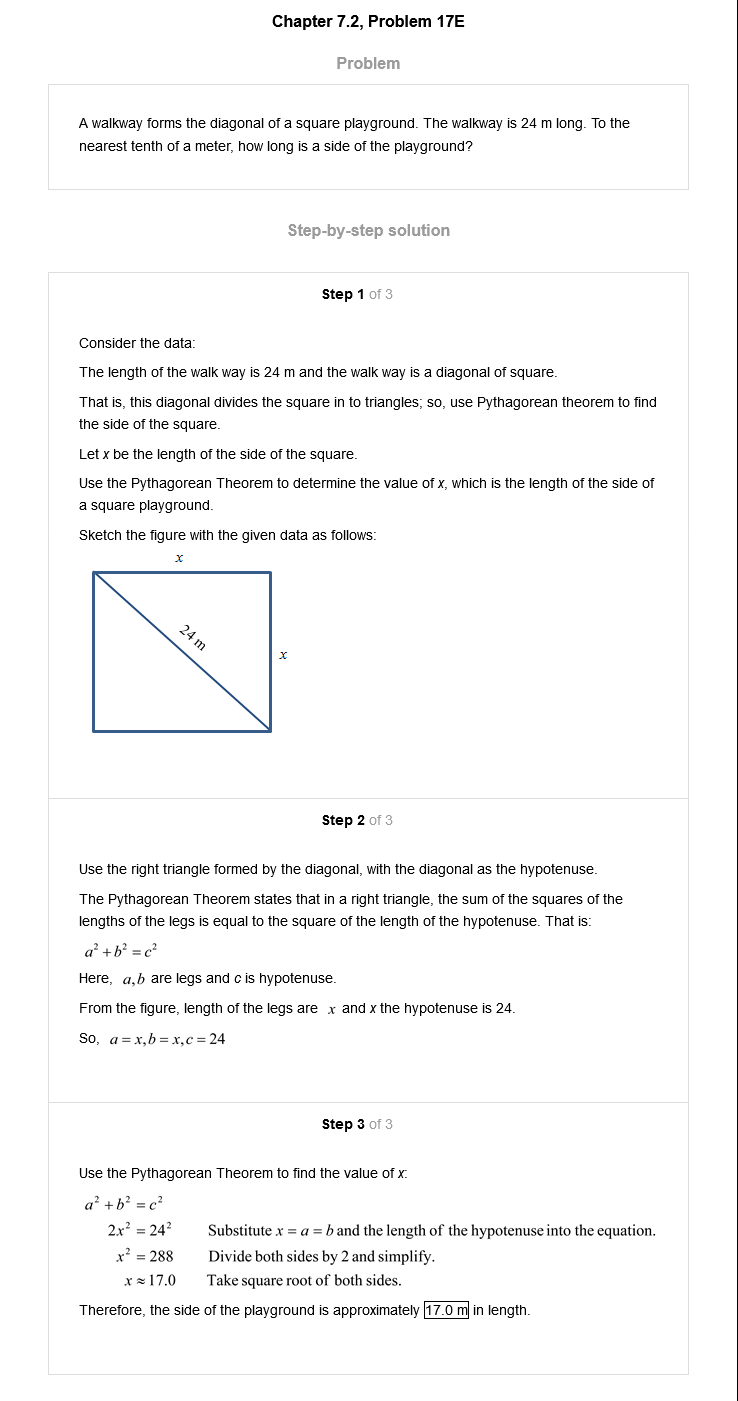 Chapter 7.2, Problem 17E
Problem
A walkway forms the diagonal of a square playground. The walkway is 24 m long. To the
nearest tenth of a meter, how long is a side of the playground?
Step-by-step solution
Step 1 of 3
Consider the data:
The length of the walk way is 24 m and the walk way is a diagonal of square.
That is, this diagonal divides the square in to triangles; so, use Pythagorean theorem to find
the side of the square.
Let x be the length of the side of the square.
Use the Pythagorean Theorem to determine the value of x, which is the length of the side of
a square playground.
Sketch the figure with the given data as follows:
x
24 m
x
Step 2 of 3
Use the right triangle formed by the diagonal, with the diagonal as the hypotenuse.
The Pythagorean Theorem states that in a right triangle, the sum of the squares of the
lengths of the legs is equal to the square of the length of the hypotenuse. That is:
a² + b² = c²
Here, a,b are legs and c is hypotenuse.
From the figure, length of the legs are x and x the hypotenuse is 24.
So, a = x,b = x,c = 24
Step 3 of 3
Use the Pythagorean Theorem to find the value of x:
a² + b² = c²
2x² = 24² Substitute x = a = b and the length of the hypotenuse into the equation.
x² = 288 Divide both sides by 2 and simplify.
x ≈ 17.0 Take square root of both sides.
Therefore, the side of the playground is approximately 17.0 m in length.